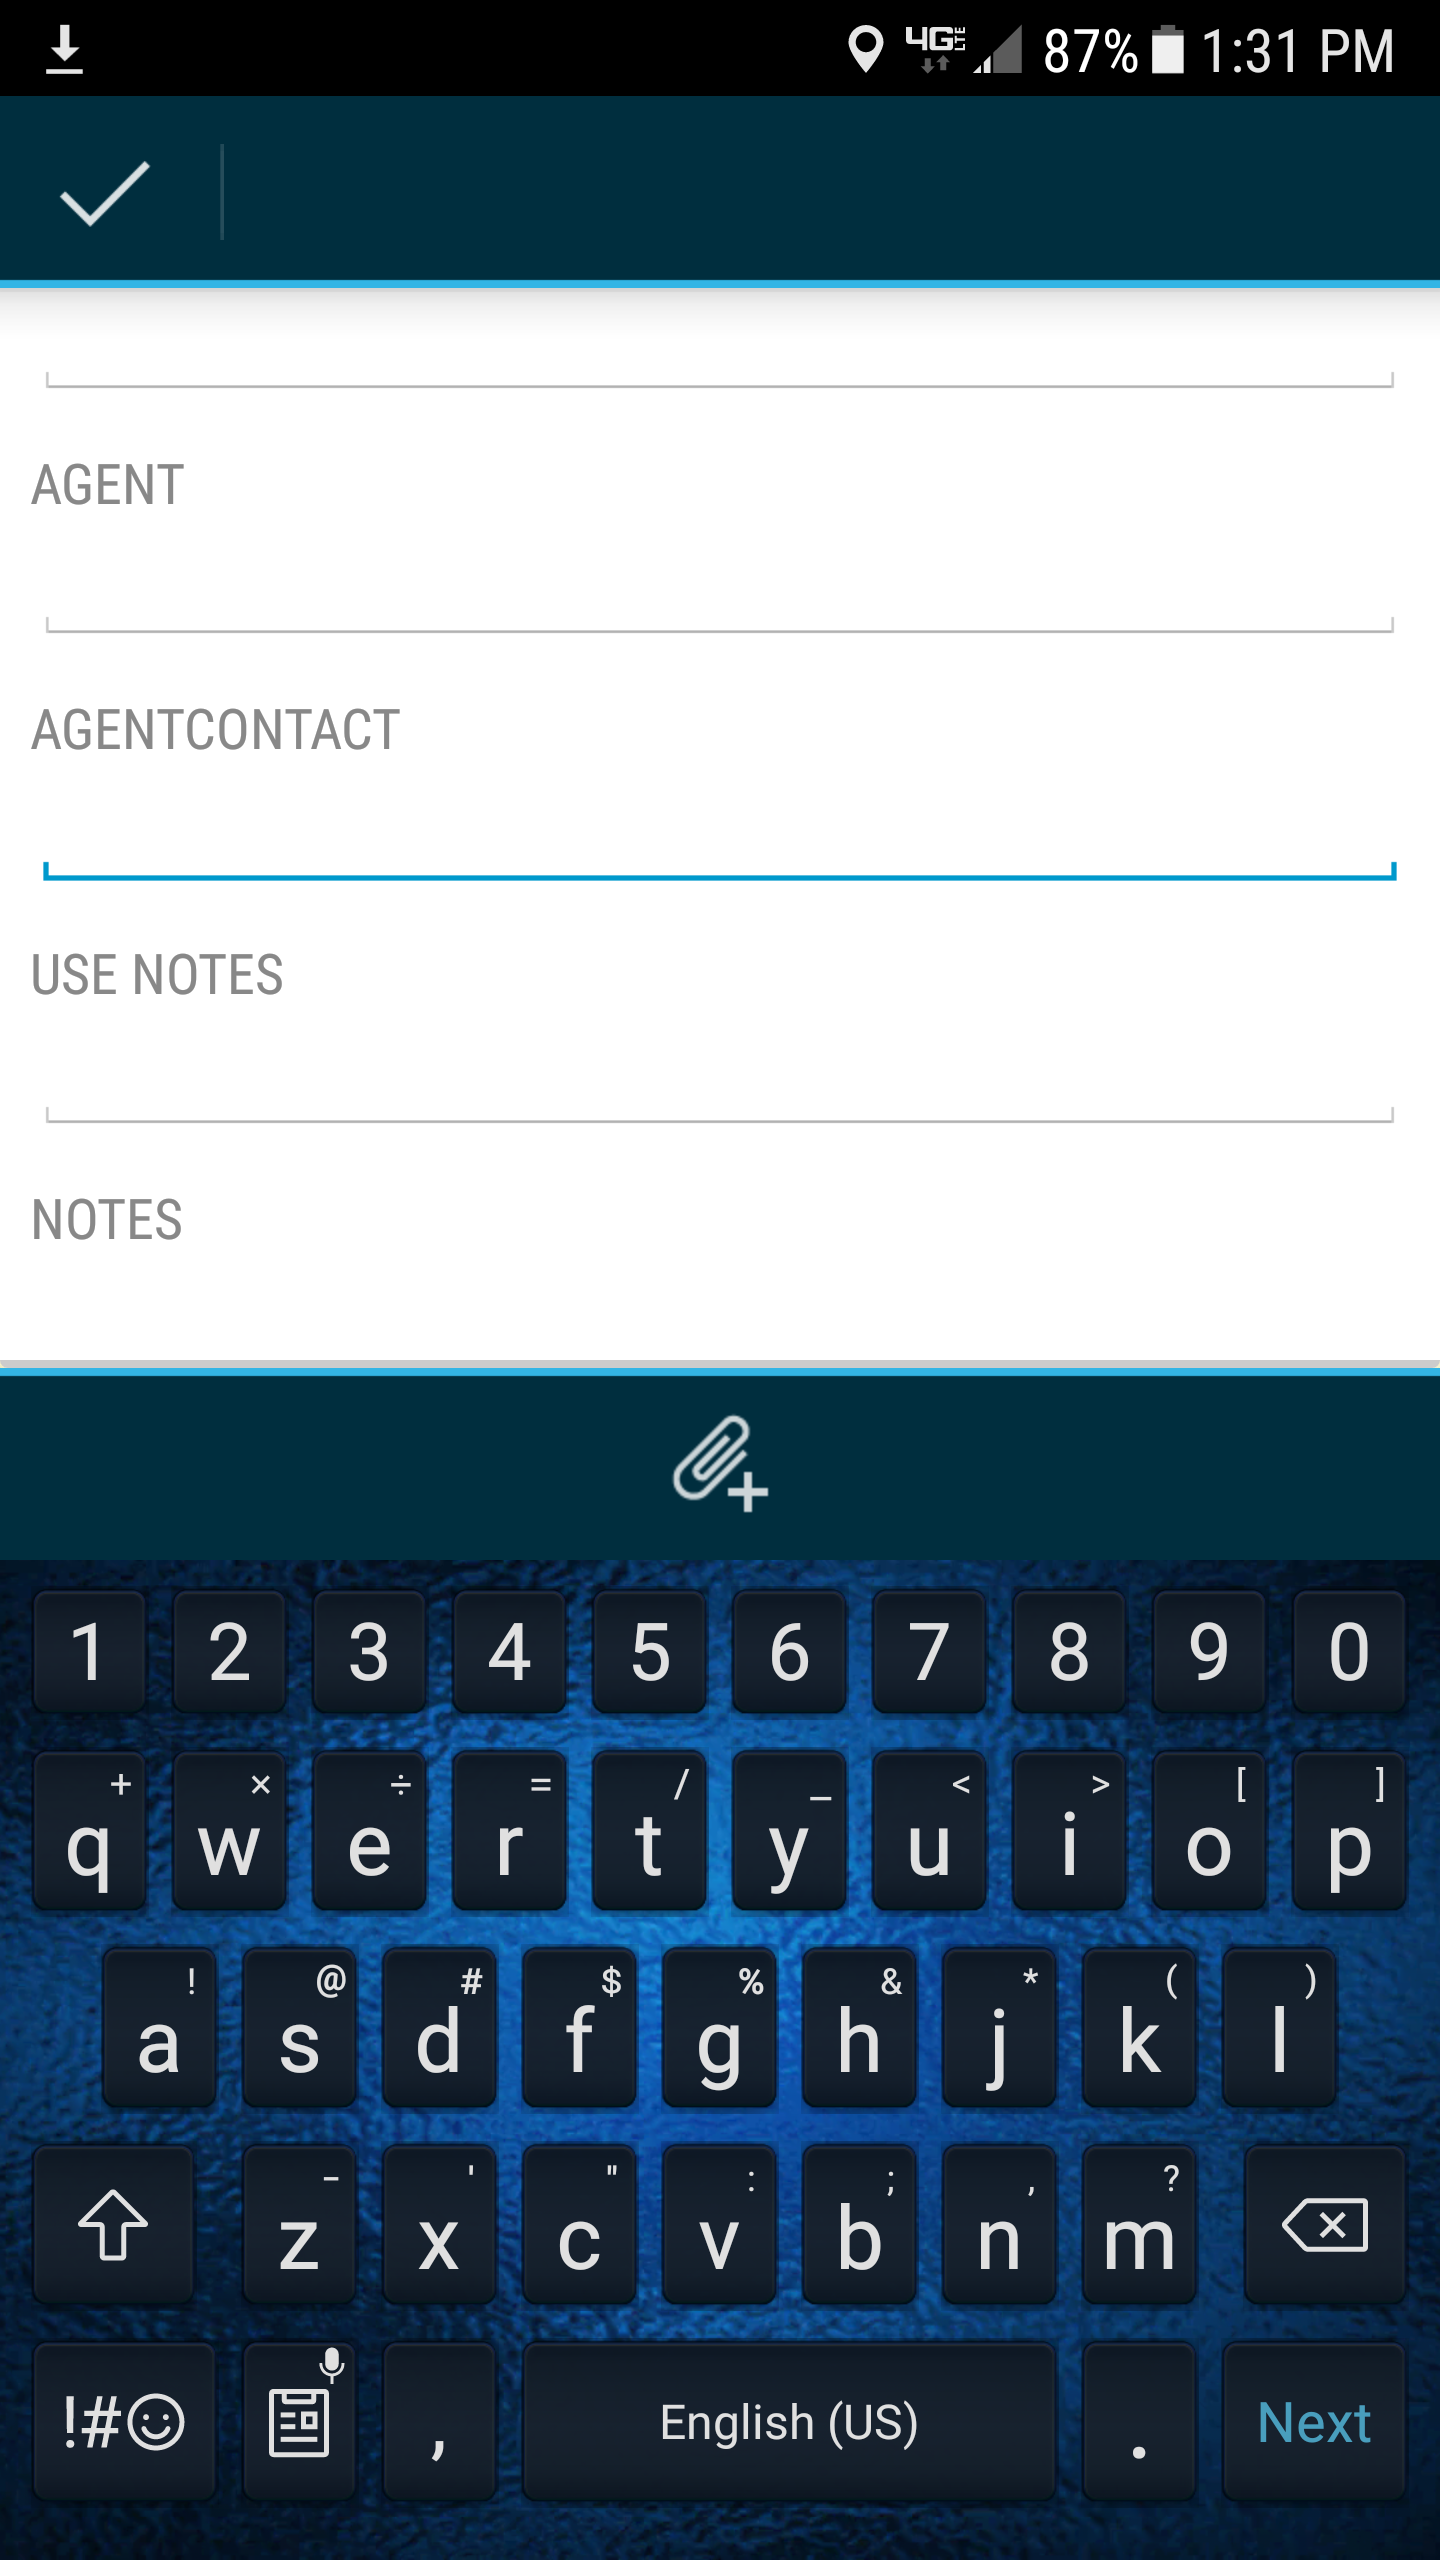 4G LTE 87% 1:31 PM
AGENT
AGENTCONTACT
USE NOTES
NOTES
1 2 3 4 5 6 7 8 9 0
+ × ÷ = / _ < > [ ]
q w e r t y u i o p
! @ # $ % & * ( )
a s d f g h j k l
- ' " : ; , ?
z x c v b n m
!# , English (US) . Next